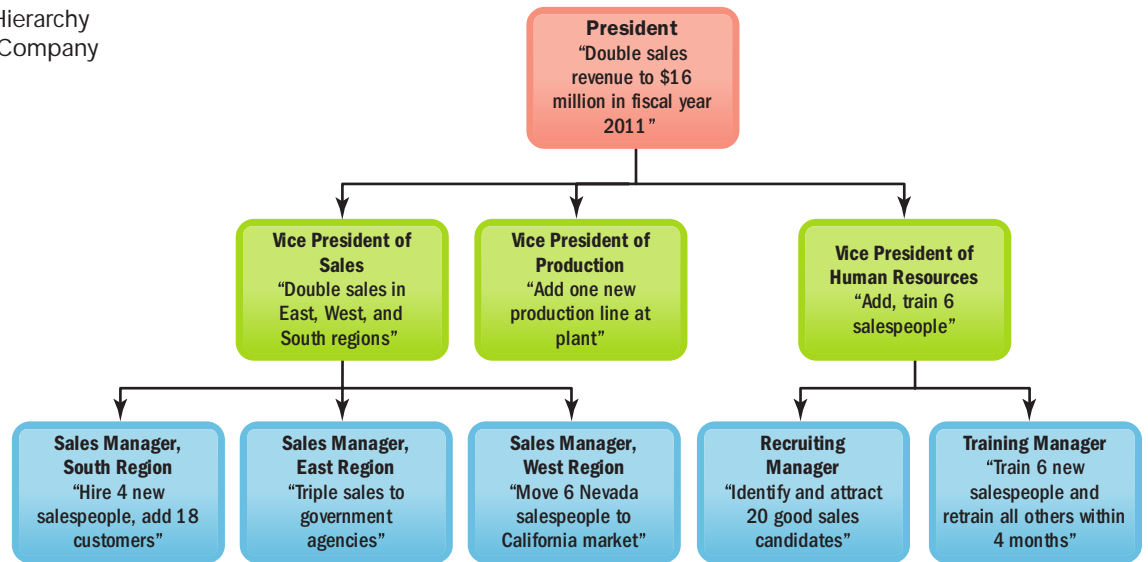 Hierarchy
Company
President
“Double sales
revenue to $16
million in fiscal year
2011”
Vice President of
Sales
“Double sales in
East, West, and
South regions”
Vice President of
Production
“Add one new
production line at
plant”
Vice President of
Human Resources
“Add, train 6
salespeople”
Sales Manager,
South Region
“Hire 4 new
salespeople, add 18
customers”
Sales Manager,
East Region
“Triple sales to
government
agencies”
Sales Manager,
West Region
“Move 6 Nevada
salespeople to
California market”
Recruiting
Manager
“Identify and attract
20 good sales
candidates”
Training Manager
“Train 6 new
salespeople and
retrain all others within
4 months”